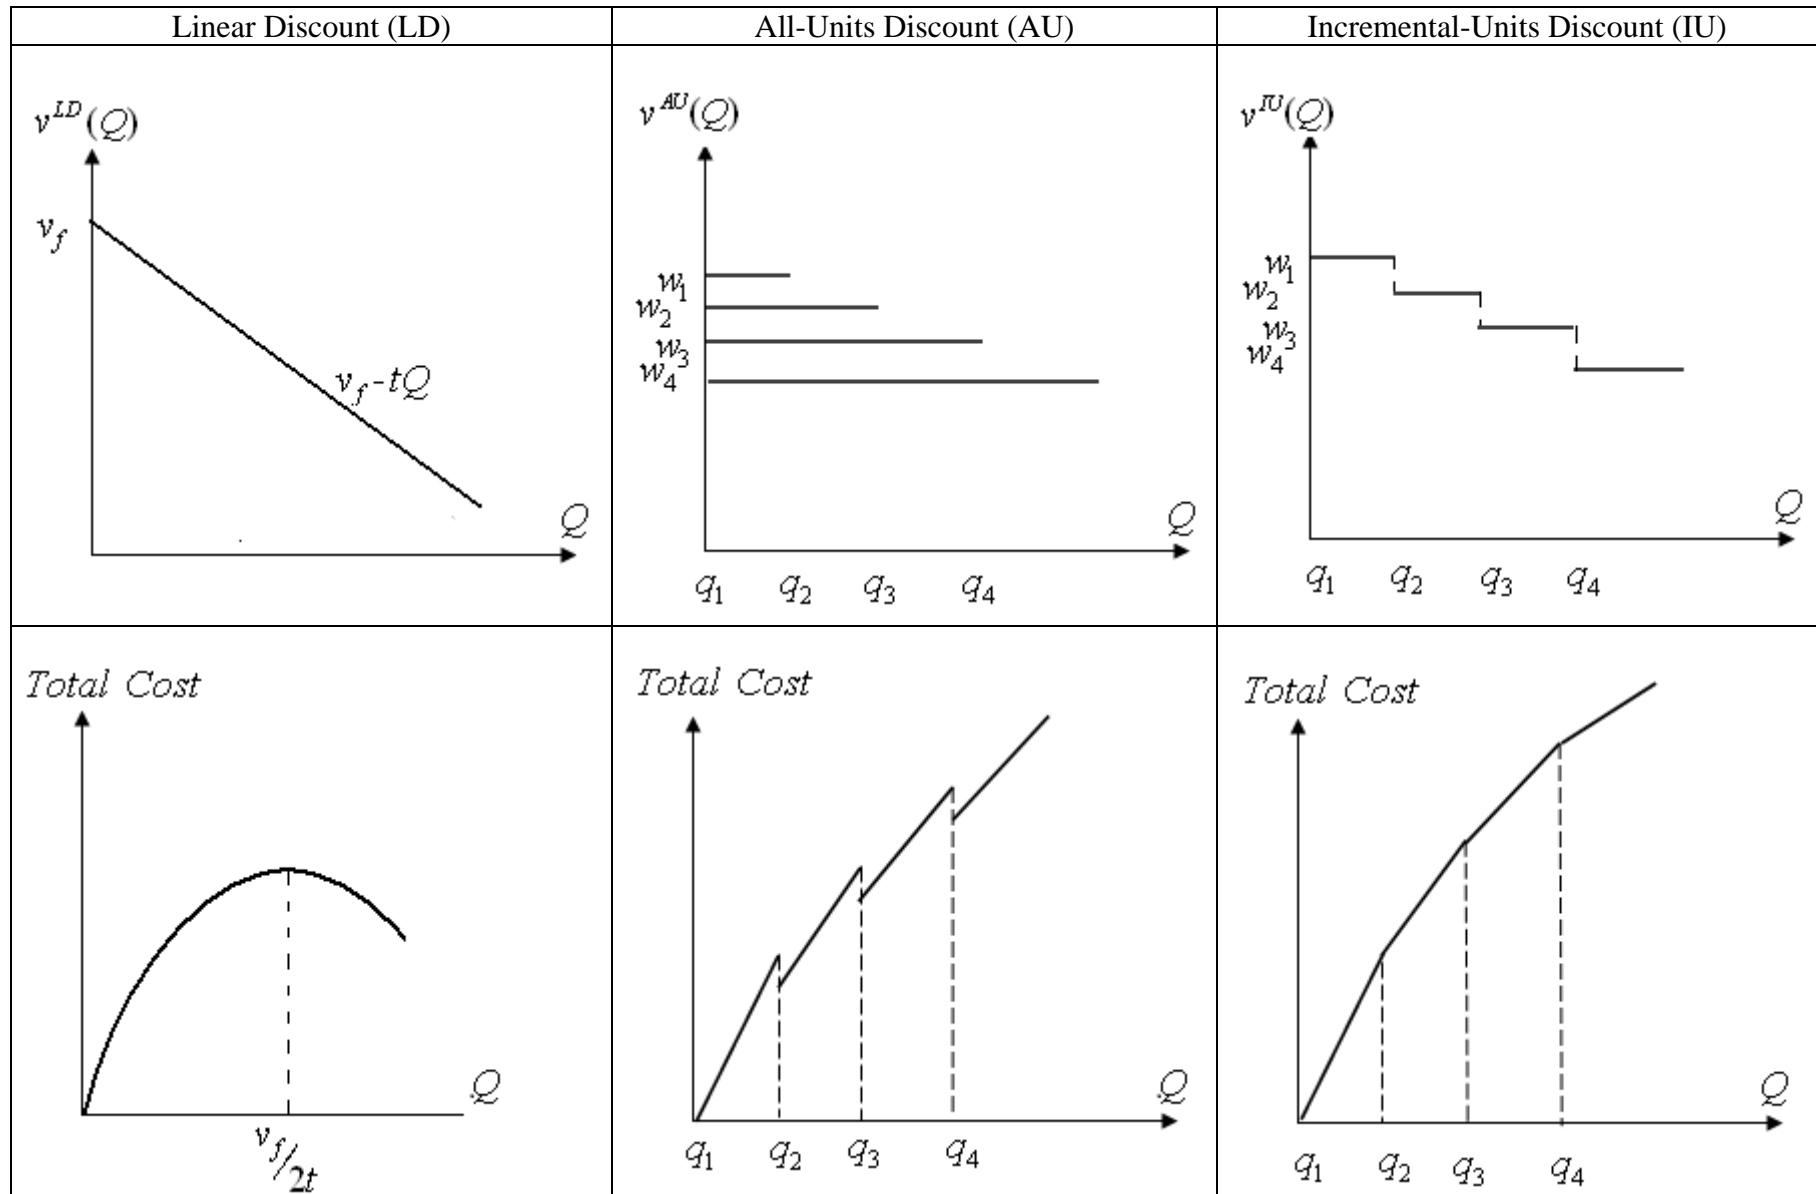 Linear Discount (LD)
All-Units Discount (AU)
Incremental-Units Discount (IU)
v^{LD}(Q)
v_f
v_f-tQ
Q
v^{AU}(Q)
w_1
w_2
w_3
w_4
Q
q_1 q_2 q_3 q_4
v^{IU}(Q)
w_1
w_2
w_3
w_4
Q
q_1 q_2 q_3 q_4
Total Cost
Q
v_f/2t
Total Cost
Q
q_1 q_2 q_3 q_4
Total Cost
Q
q_1 q_2 q_3 q_4